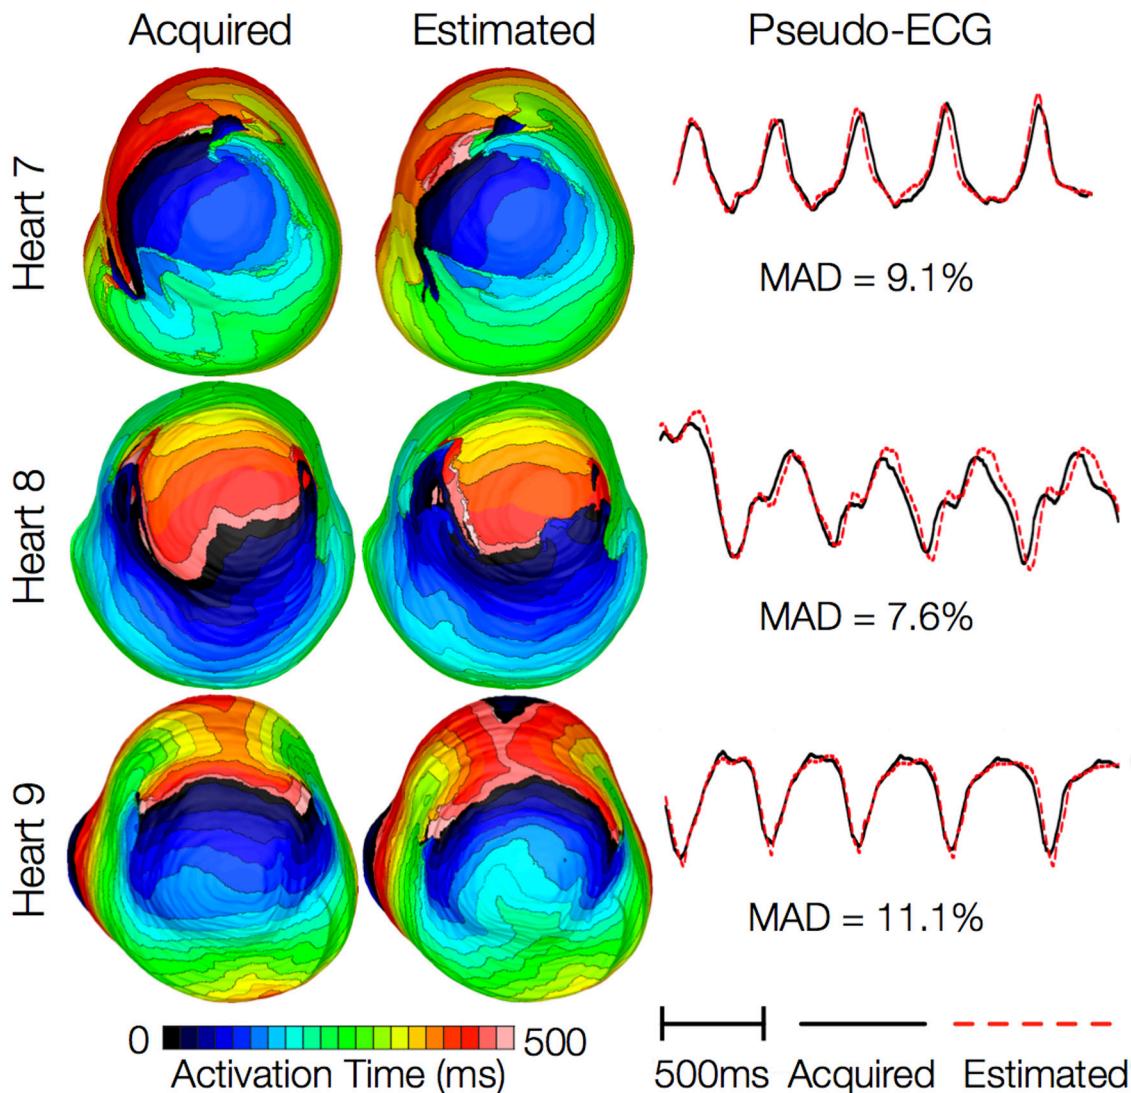 Acquired Estimated Pseudo-ECG
Heart 7
MAD = 9.1%
Heart 8
MAD = 7.6%
Heart 9
MAD = 11.1%
0 500
Activation Time (ms)
500ms Acquired Estimated